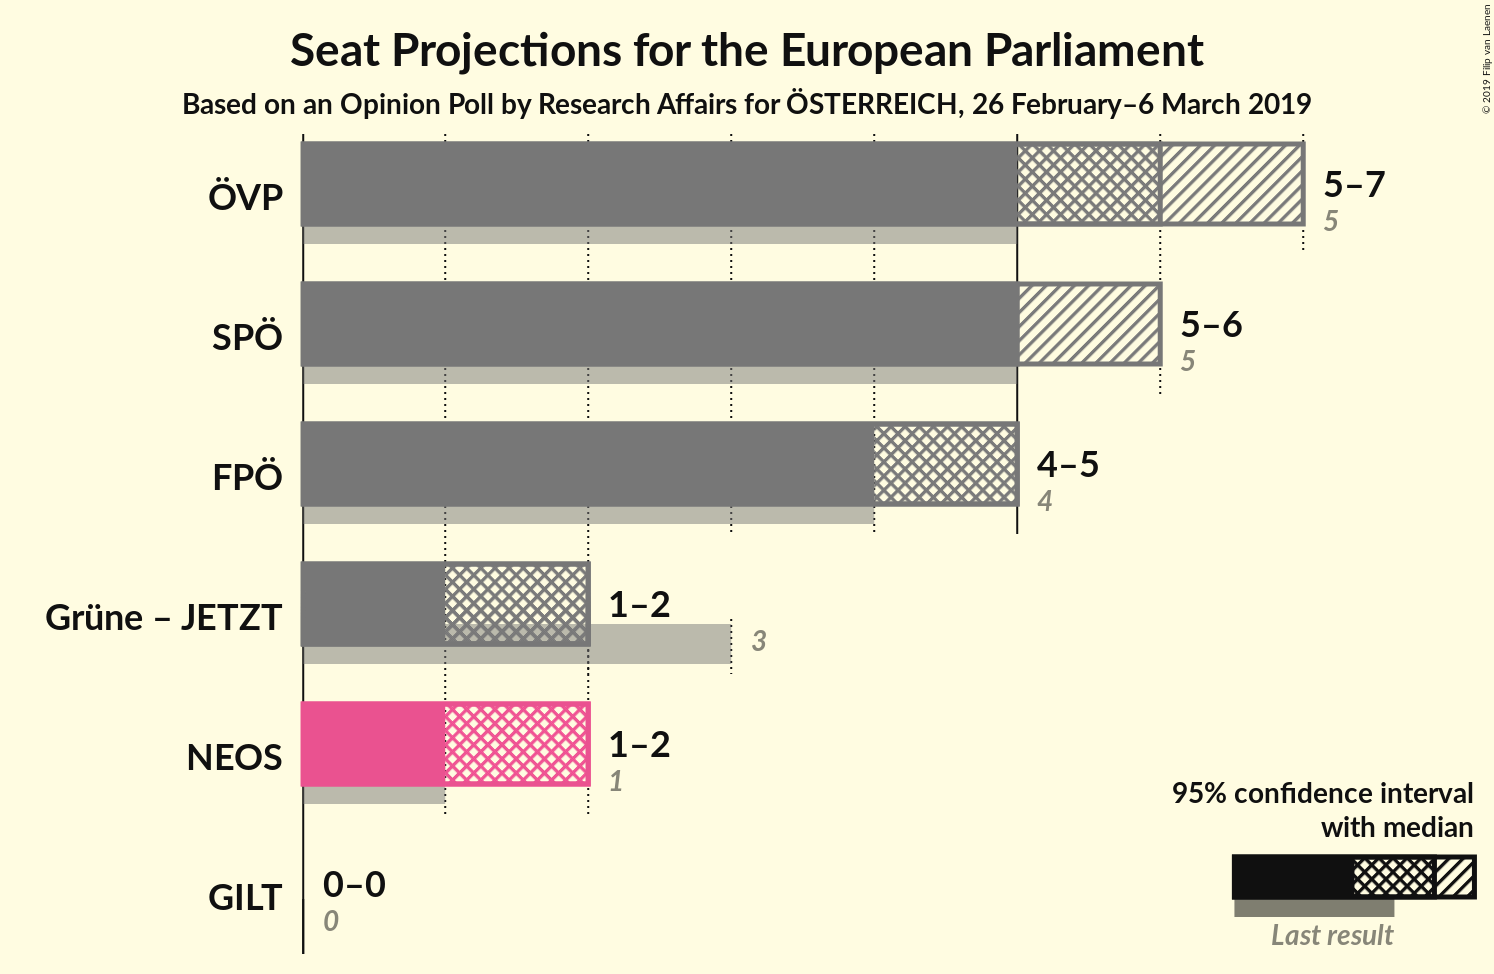 Seat Projections for the European Parliament
Based on an Opinion Poll by Research Affairs for ÖSTERREICH, 26 February–6 March 2019
© 2019 Filip van Laenen
ÖVP
5–7
5
SPÖ
5–6
5
FPÖ
4–5
4
Grüne – JETZT
1–2
3
NEOS
1–2
1
GILT
0–0
0
95% confidence interval
with median
Last result